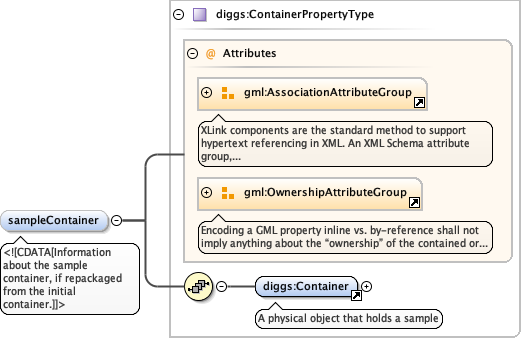 diggs:ContainerPropertyType
@ Attributes
gml:AssociationAttributeGroup
XLink components are the standard method to support
hypertext referencing in XML. An XML Schema attribute
group,...
gml:OwnershipAttributeGroup
Encoding a GML property inline vs. by-reference shall not
imply anything about the “ownership” of the contained or...
sampleContainer
<![CDATA[Information
about the sample
container, if repackaged
from the initial
container.]]>
diggs:Container
A physical object that holds a sample